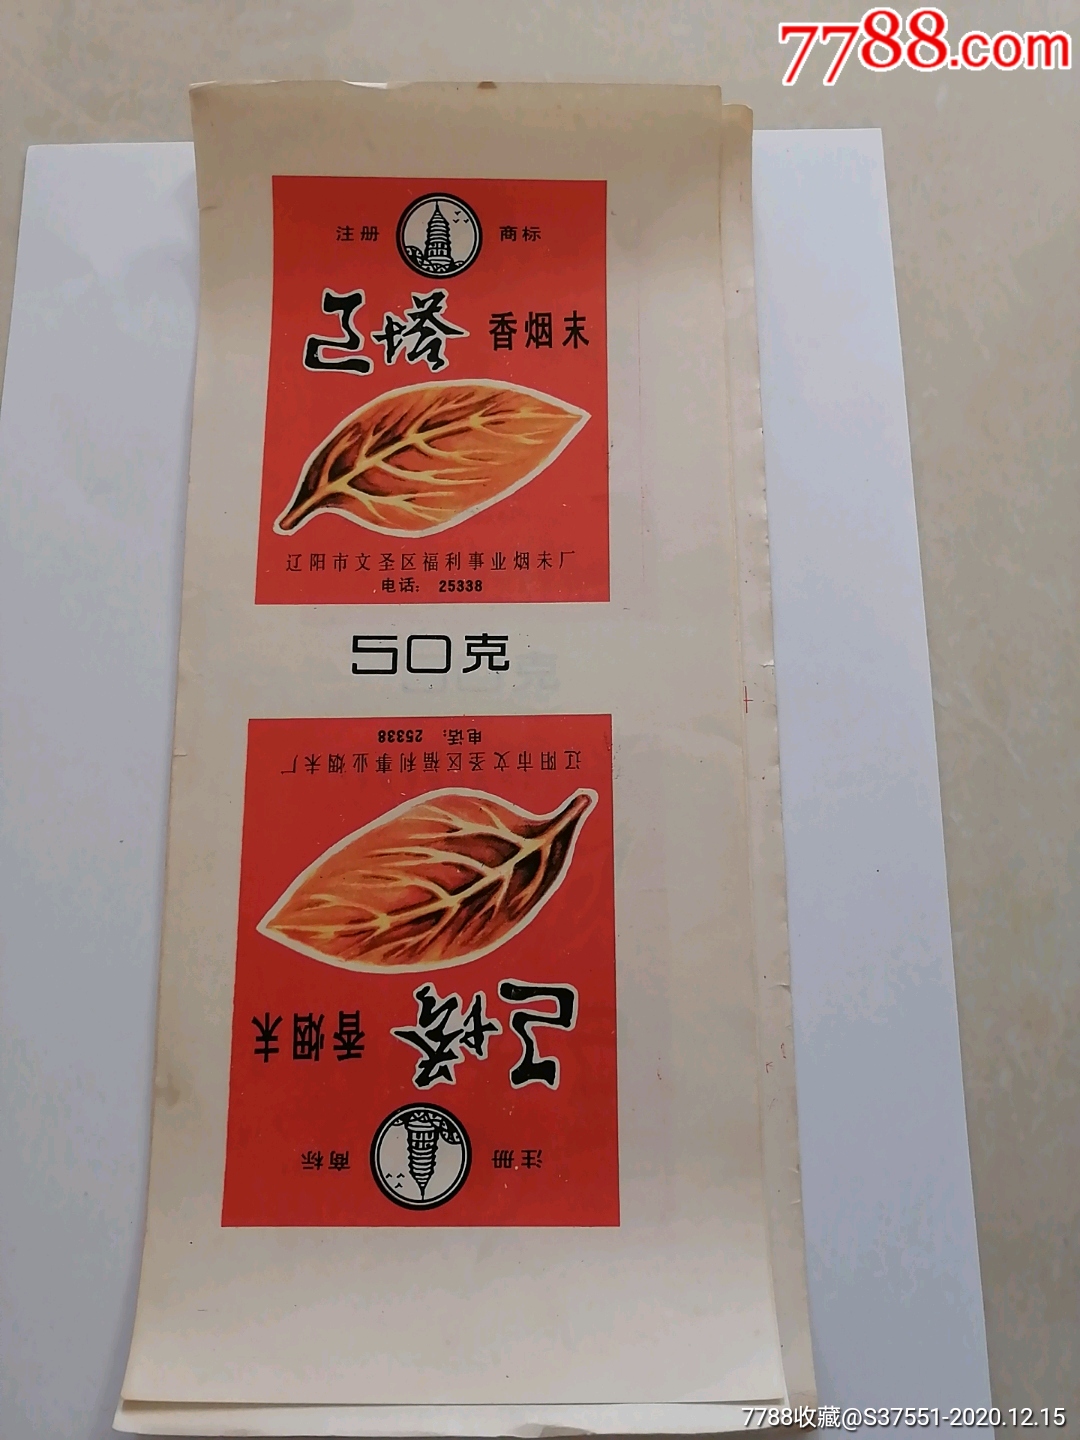 7788.com
注册 商标
辽塔 香烟末
辽阳市文圣区福利事业烟末厂
电话: 25338
50克
电话: 25338
辽阳市文圣区福利事业烟末厂
辽塔 香烟末
注册 商标
7788收藏@S37551-2020.12.15